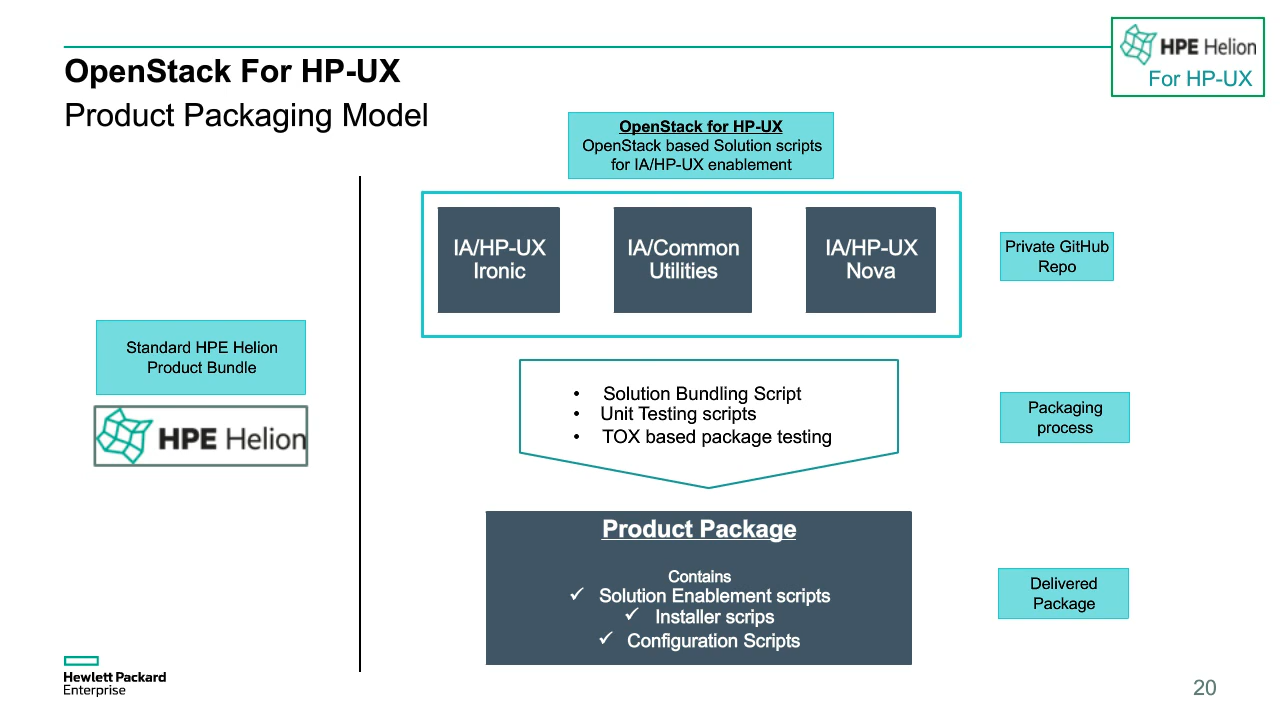 HPE Helion
For HP-UX
OpenStack For HP-UX
Product Packaging Model
OpenStack for HP-UX
OpenStack based Solution scripts
for IA/HP-UX enablement
IA/HP-UX
Ironic
IA/Common
Utilities
IA/HP-UX
Nova
Private GitHub
Repo
Standard HPE Helion
Product Bundle
HPE Helion
• Solution Bundling Script
• Unit Testing scripts
• TOX based package testing
Packaging
process
Product Package
Contains
✓ Solution Enablement scripts
✓ Installer scrips
✓ Configuration Scripts
Delivered
Package
Hewlett Packard
Enterprise
20